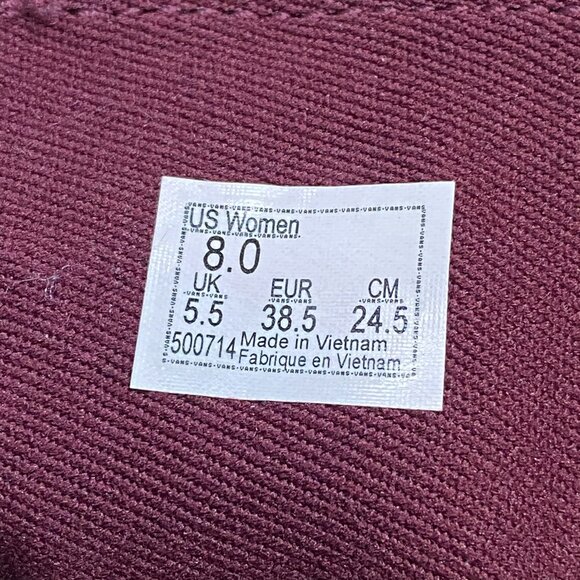 US Women
8.0
UK EUR CM
5.5 38.5 24.5
500714 Made in Vietnam
Fabrique en Vietnam